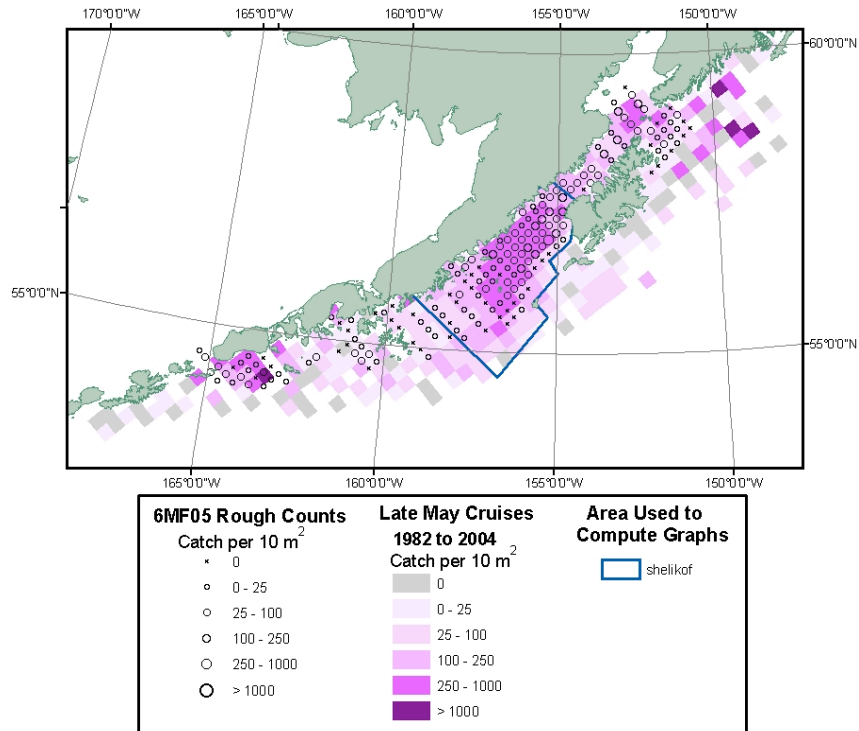 170°0'0"W 165°0'0"W 160°0'0"W 155°0'0"W 150°0'0"W
60°0'0"N
55°0'0"N
55°0'0"N
165°0'0"W 160°0'0"W 155°0'0"W 150°0'0"W
6MF05 Rough Counts
Catch per 10 m²
0
0 - 25
25 - 100
100 - 250
250 - 1000
> 1000
Late May Cruises
1982 to 2004
Catch per 10 m²
0
0 - 25
25 - 100
100 - 250
250 - 1000
> 1000
Area Used to
Compute Graphs
shelikof